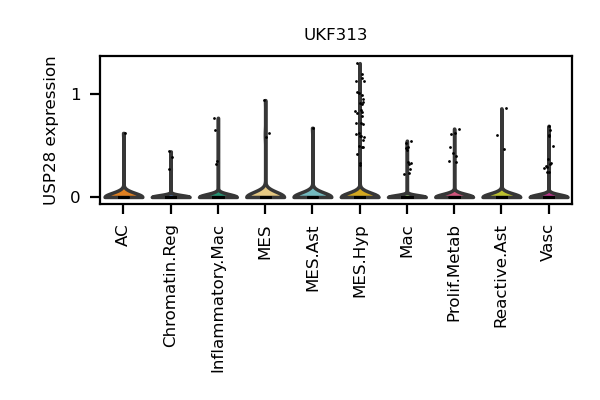 UKF313
USP28 expression
1
0
AC
Chromatin.Reg
Inflammatory.Mac
MES
MES.Ast
MES.Hyp
Mac
Prolif.Metab
Reactive.Ast
Vasc